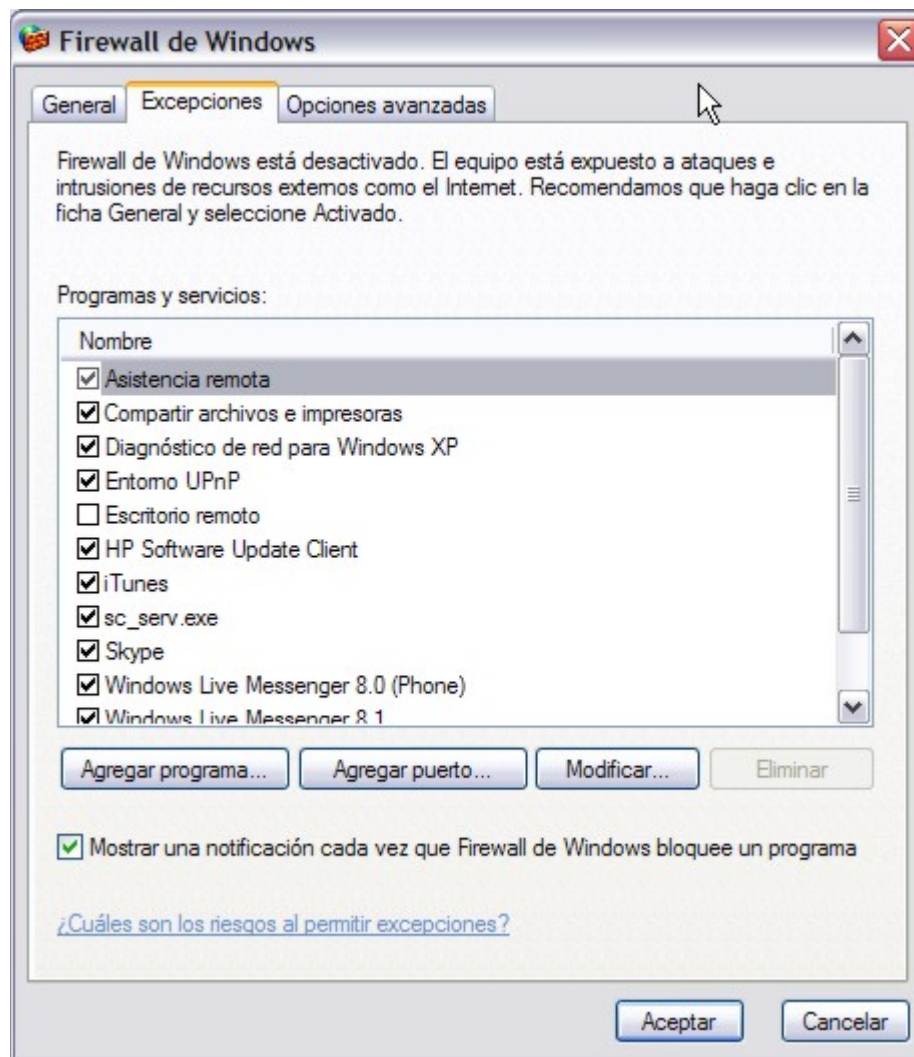 Firewall de Windows
General Excepciones Opciones avanzadas
Firewall de Windows está desactivado. El equipo está expuesto a ataques e
intrusiones de recursos externos como el Internet. Recomendamos que haga clic en la
ficha General y seleccione Activado.
Programas y servicios:
Nombre
Asistencia remota
Compartir archivos e impresoras
Diagnóstico de red para Windows XP
Entorno UPnP
Escritorio remoto
HP Software Update Client
iTunes
sc_serv.exe
Skype
Windows Live Messenger 8.0 (Phone)
Windows Live Messenger 8.1
Agregar programa... Agregar puerto... Modificar... Eliminar
Mostrar una notificación cada vez que Firewall de Windows bloquee un programa
¿Cuáles son los riesgos al permitir excepciones?
Aceptar Cancelar